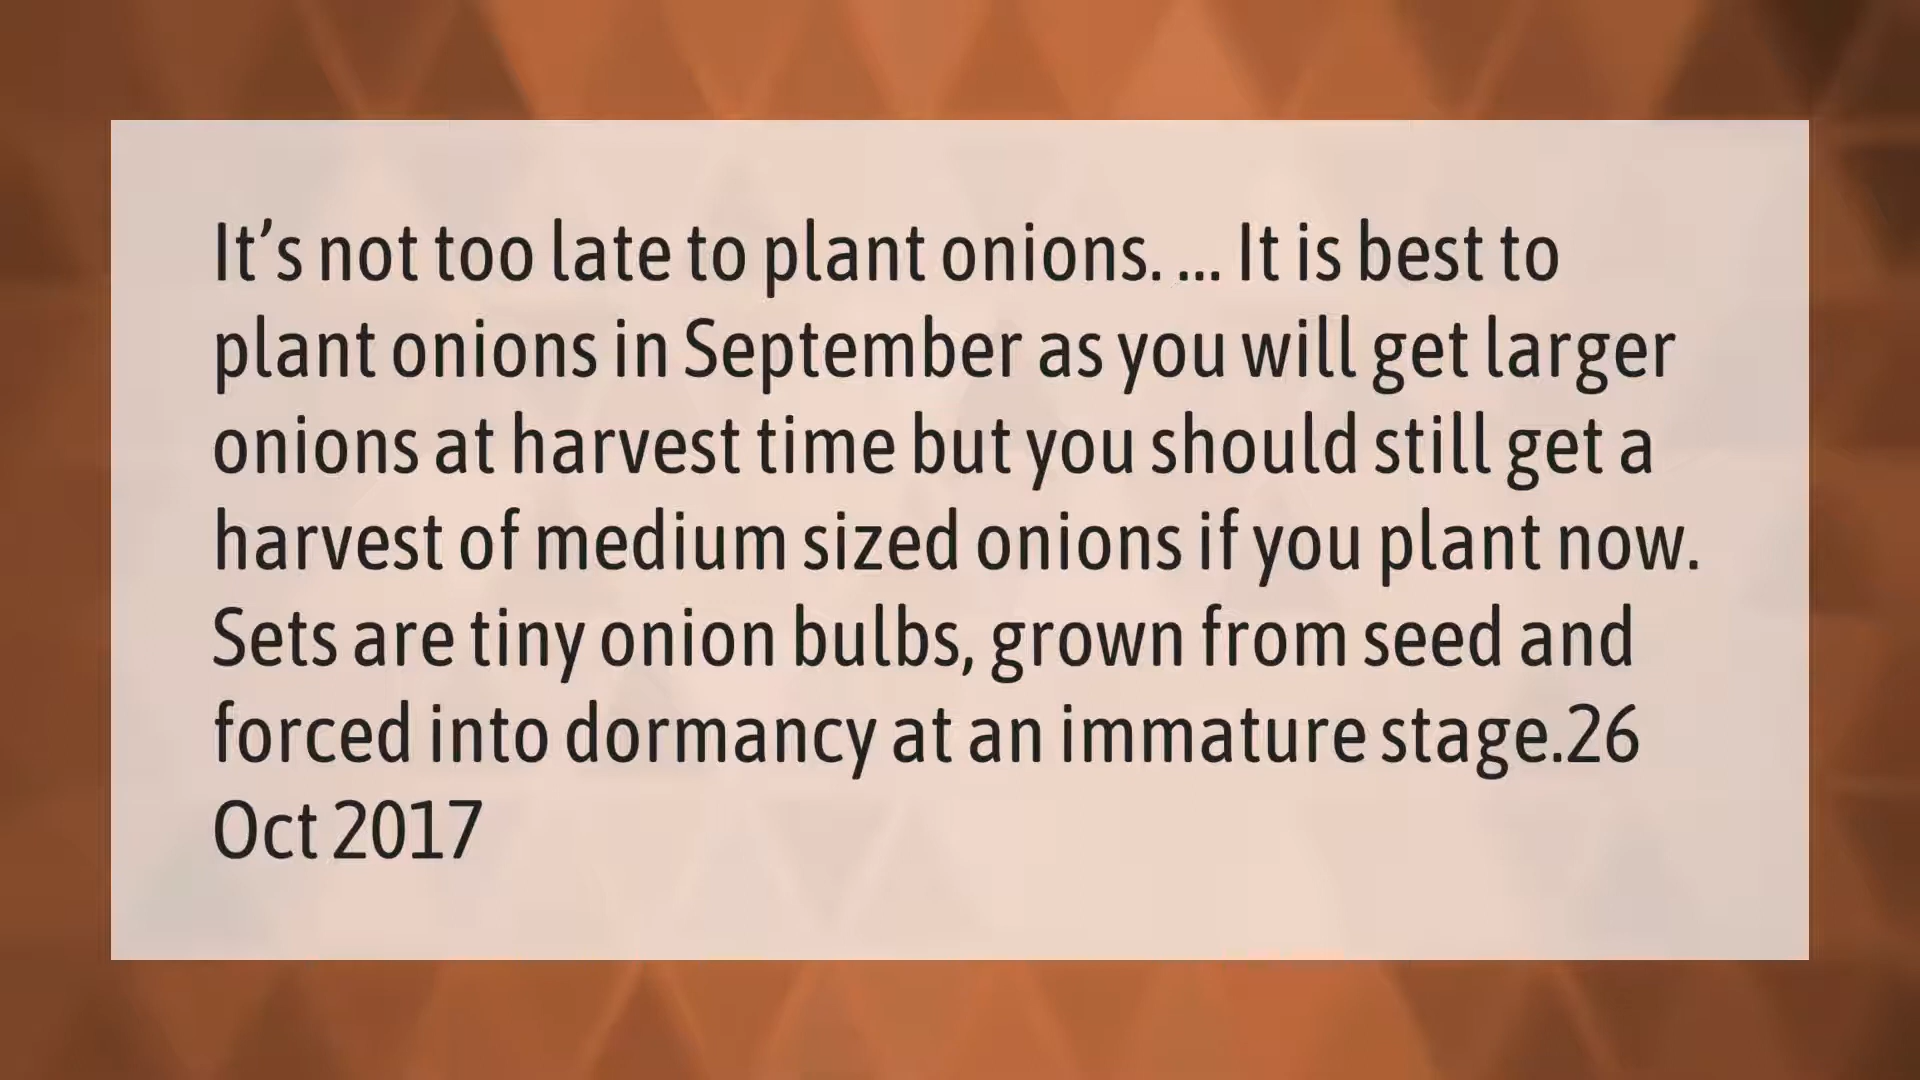 It’s not too late to plant onions. ... It is best to
plant onions in September as you will get larger
onions at harvest time but you should still get a
harvest of medium sized onions if you plant now.
Sets are tiny onion bulbs, grown from seed and
forced into dormancy at an immature stage.26
Oct 2017